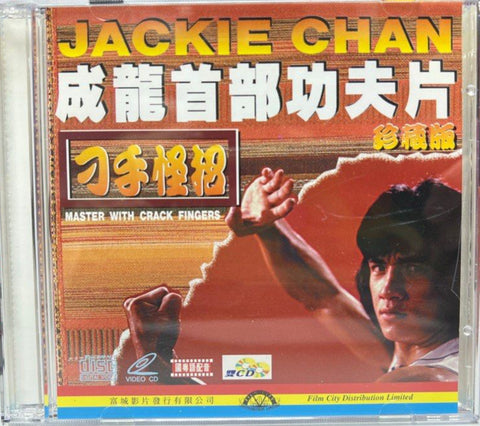 JACKIE CHAN
成龍首部功夫片
珍藏版
刁手怪招
MASTER WITH CRACK FINGERS
disc
VIDEO CD
國粵語配音
雙CD
富城影片發行有限公司
Film City Distribution Limited